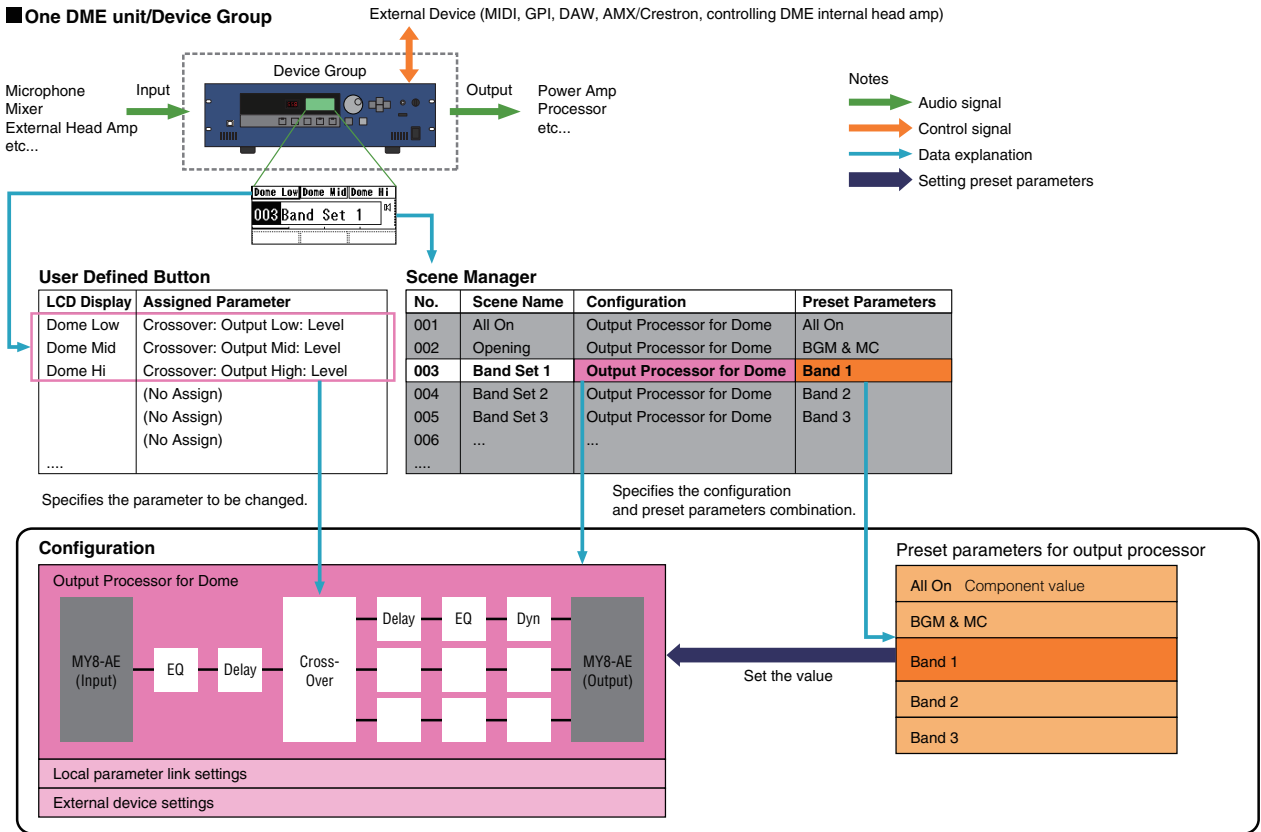 ■One DME unit/Device Group
External Device (MIDI, GPI, DAW, AMX/Crestron, controlling DME internal head amp)
Device Group
Microphone
Mixer
External Head Amp
etc...
Input
Output
Power Amp
Processor
etc...
Notes
Audio signal
Control signal
Data explanation
Setting preset parameters
Dome Low Dome Mid Dome Hi
003 Band Set 1
User Defined Button
LCD Display Assigned Parameter
Dome Low Crossover: Output Low: Level
Dome Mid Crossover: Output Mid: Level
Dome Hi Crossover: Output High: Level
(No Assign)
(No Assign)
(No Assign)
....
Specifies the parameter to be changed.
Scene Manager
No. Scene Name Configuration Preset Parameters
001 All On Output Processor for Dome All On
002 Opening Output Processor for Dome BGM & MC
003 Band Set 1 Output Processor for Dome Band 1
004 Band Set 2 Output Processor for Dome Band 2
005 Band Set 3 Output Processor for Dome Band 3
006 ... ...
....
Specifies the configuration
and preset parameters combination.
Configuration
Output Processor for Dome
MY8-AE
(Input)
EQ
Delay
Cross-
Over
Delay
EQ
Dyn
MY8-AE
(Output)
Local parameter link settings
External device settings
Set the value
Preset parameters for output processor
All On Component value
BGM & MC
Band 1
Band 2
Band 3